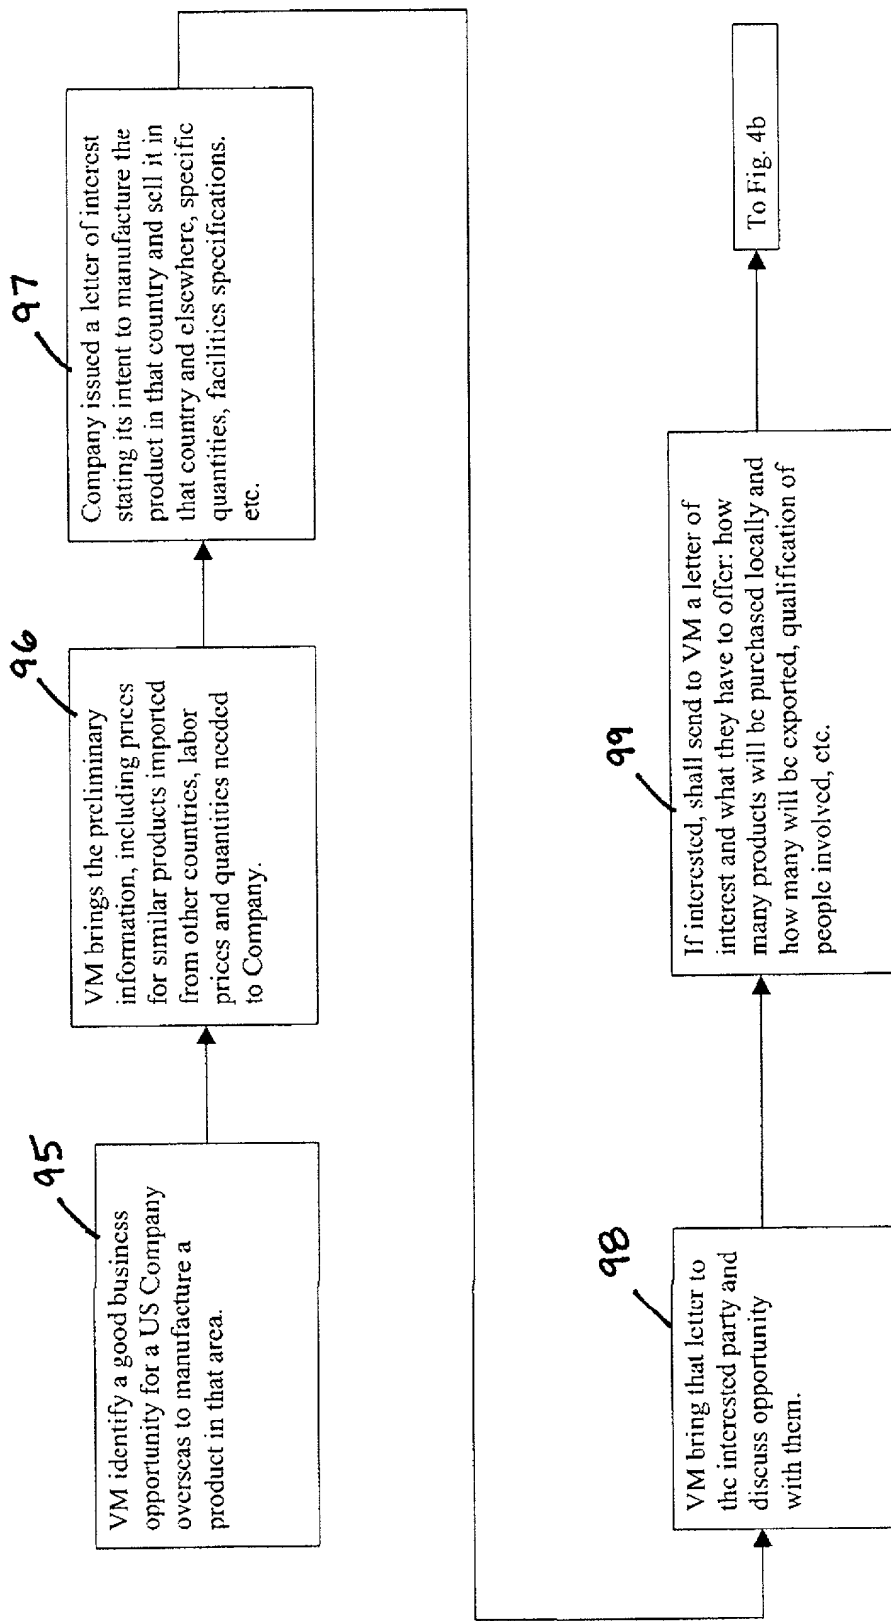 95
VM identify a good business
opportunity for a US Company
overseas to manufacture a
product in that area.
96
VM brings the preliminary
information, including prices
for similar products imported
from other countries, labor
prices and quantities needed
to Company.
97
Company issued a letter of interest
stating its intent to manufacture the
product in that country and sell it in
that country and elsewhere, specific
quantities, facilities specifications.
etc.
98
VM bring that letter to
the interested party and
discuss opportunity
with them.
99
If interested, shall send to VM a letter of
interest and what they have to offer: how
many products will be purchased locally and
how many will be exported, qualification of
people involved, etc.
To Fig. 4b